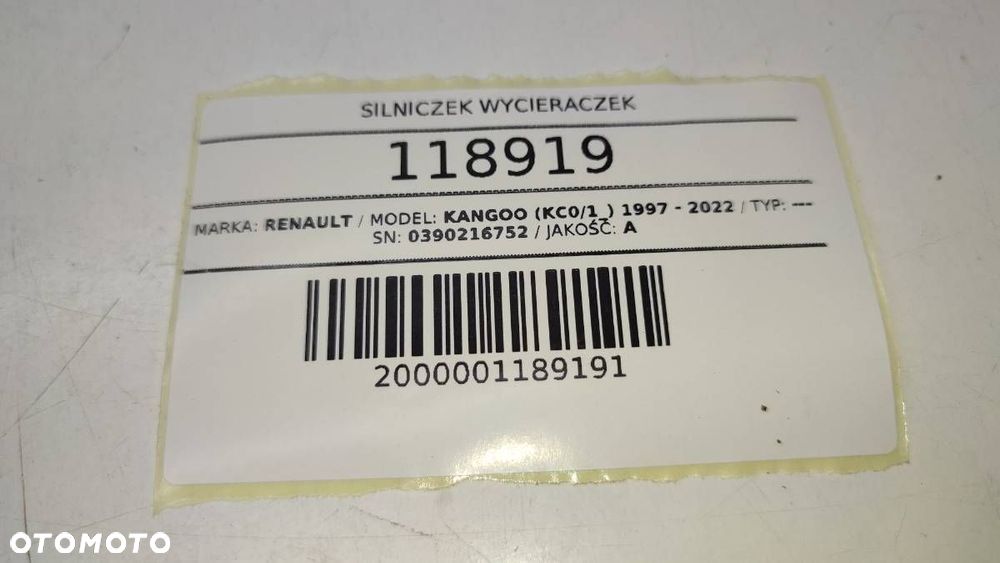 SILNICZEK WYCIERACZEK
118919
MARKA: RENAULT / MODEL: KANGOO (KC0/1_) 1997 - 2022 / TYP: ---
SN: 0390216752 / JAKOŚĆ: A
2000001189191
OTOMOTO